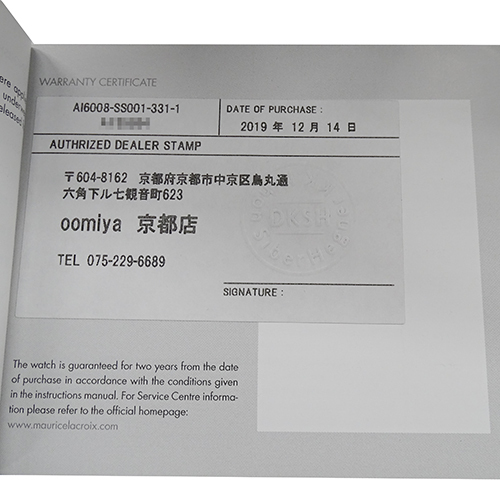 ere appl
underwe
eleased
WARRANTY CERTIFICATE
AI6008-SS001-331-1
DATE OF PURCHASE :
2019 年 12 月 14 日
AUTHRIZED DEALER STAMP
〒604-8162 京都府京都市中京区烏丸通
六角下ル七観音町623
oomiya 京都店
TEL 075-229-6689
DKSH
SIGNATURE :
The watch is guaranteed for two years from the date
of purchase in accordance with the conditions given
in the instructions manual. For Service Centre informa-
tion please refer to the official homepage:
www.mauricelacroix.com